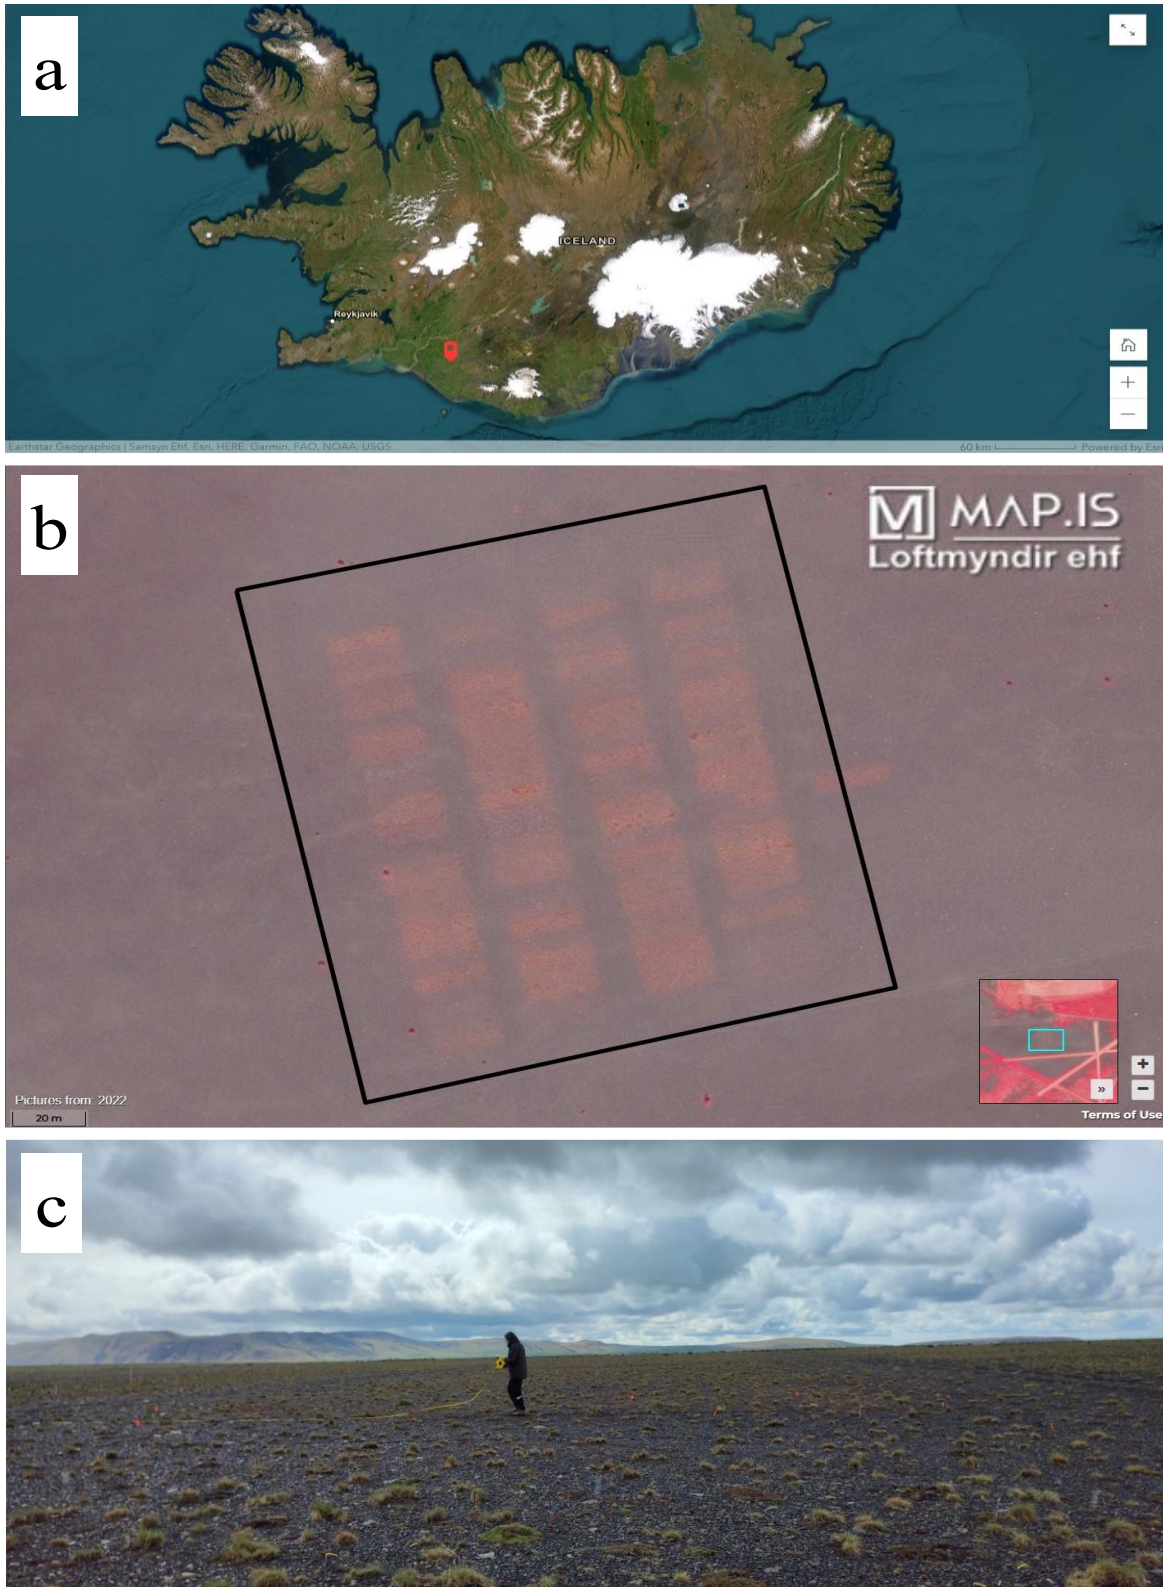 a
ICELAND
Reykjavik
Earthstar Geographics | Samsyn Ehf, Esri, HERE, Garmin, FAO, NOAA, USGS
60 km
Powered by Esri
b
MAP.IS
Loftmyndir ehf
Pictures from: 2022
20 m
»
+
−
Terms of Use
c